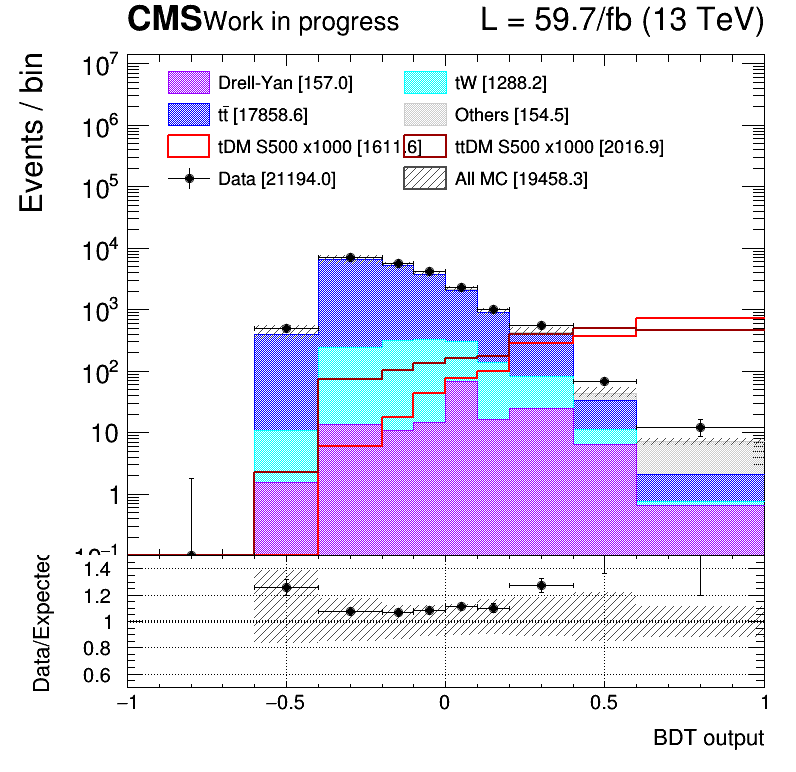 CMS Work in progress L = 59.7/fb (13 TeV)
Events / bin
10⁷
10⁶
10⁵
10⁴
10³
10²
10
1
10⁻¹
Drell-Yan [157.0] tW [1288.2]
tt̄ [17858.6] Others [154.5]
tDM S500 x1000 [1611.6] ttDM S500 x1000 [2016.9]
Data [21194.0] All MC [19458.3]
Data/Expected
1.4
1.2
1
0.8
0.6
−1 −0.5 0 0.5 1
BDT output